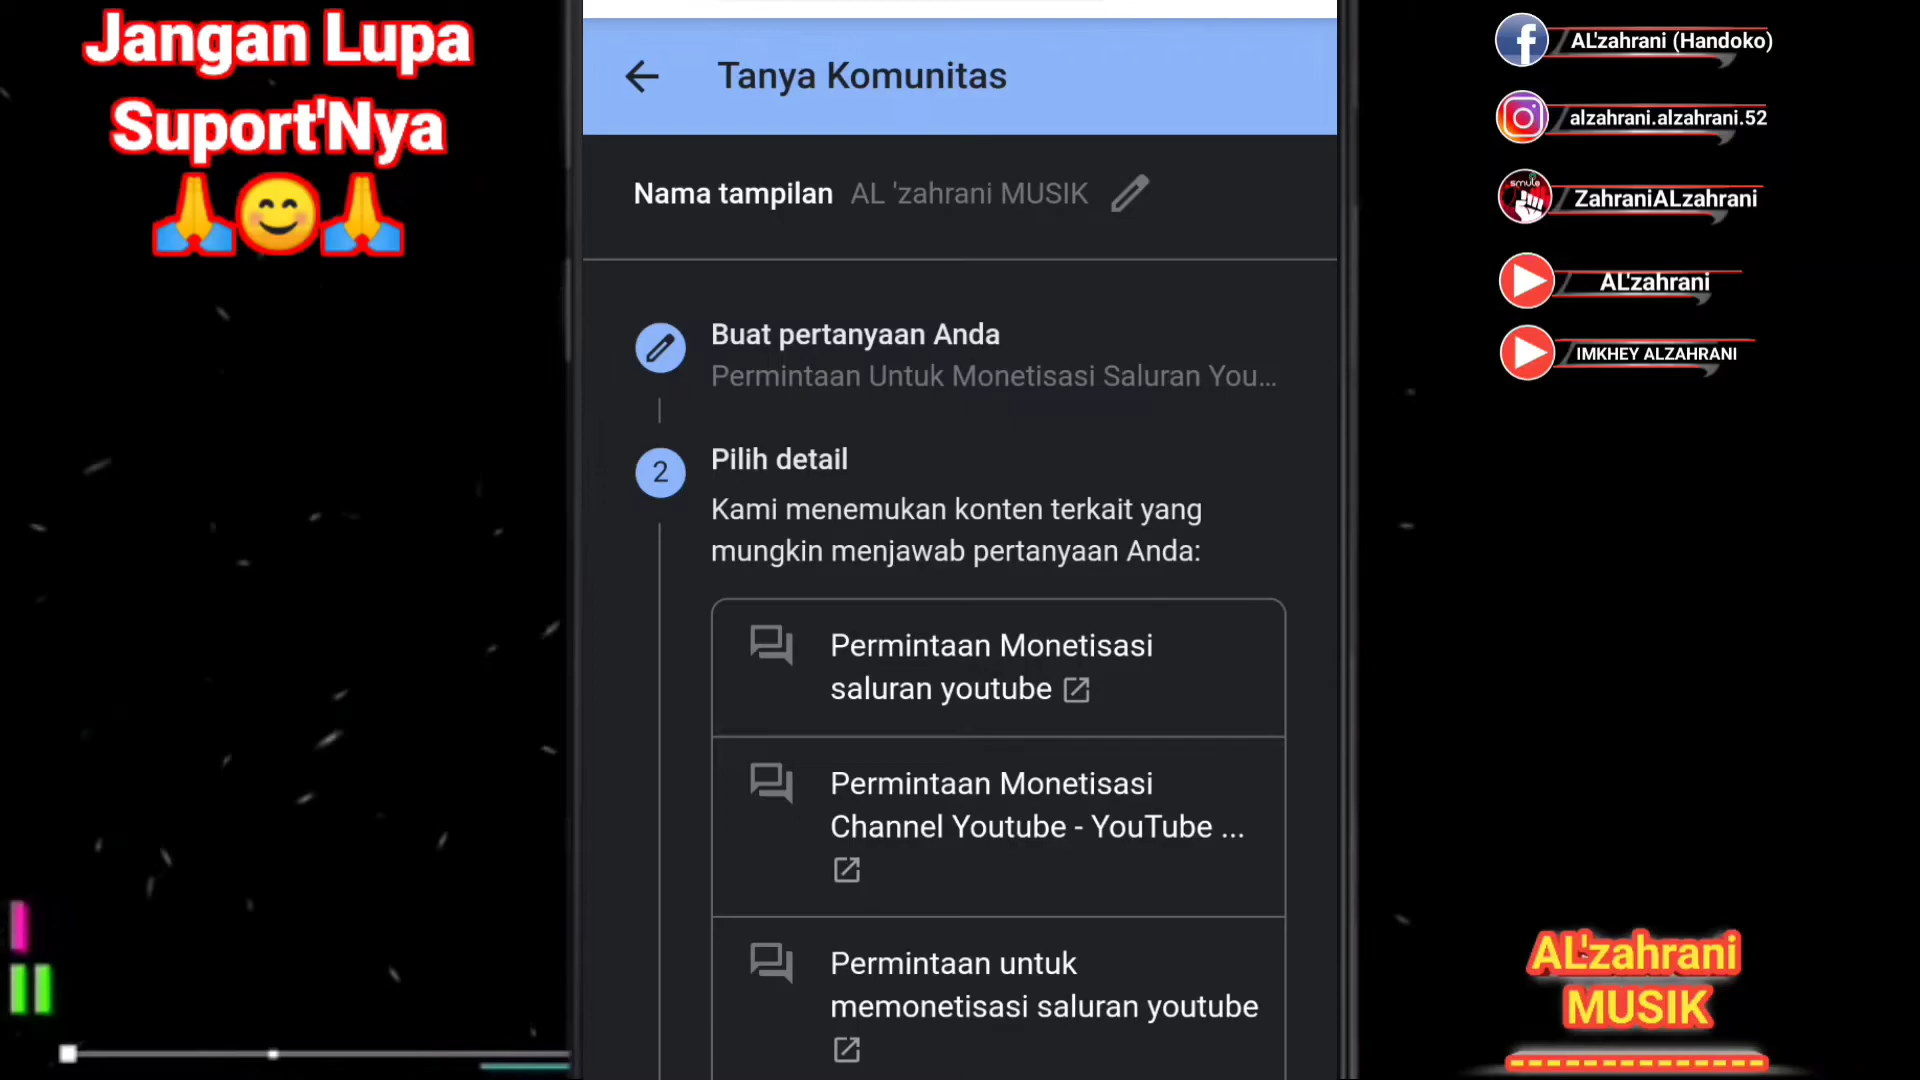 Jangan Lupa
Suport'Nya
Tanya Komunitas
Nama tampilan AL 'zahrani MUSIK
Buat pertanyaan Anda
Permintaan Untuk Monetisasi Saluran You...
2 Pilih detail
Kami menemukan konten terkait yang
mungkin menjawab pertanyaan Anda:
Permintaan Monetisasi
saluran youtube
Permintaan Monetisasi
Channel Youtube - YouTube ...
Permintaan untuk
memonetisasi saluran youtube
AL'zahrani (Handoko)
alzahrani.alzahrani.52
smule
ZahraniALzahrani
AL'zahrani
IMKHEY ALZAHRANI
AL'zahrani
MUSIK